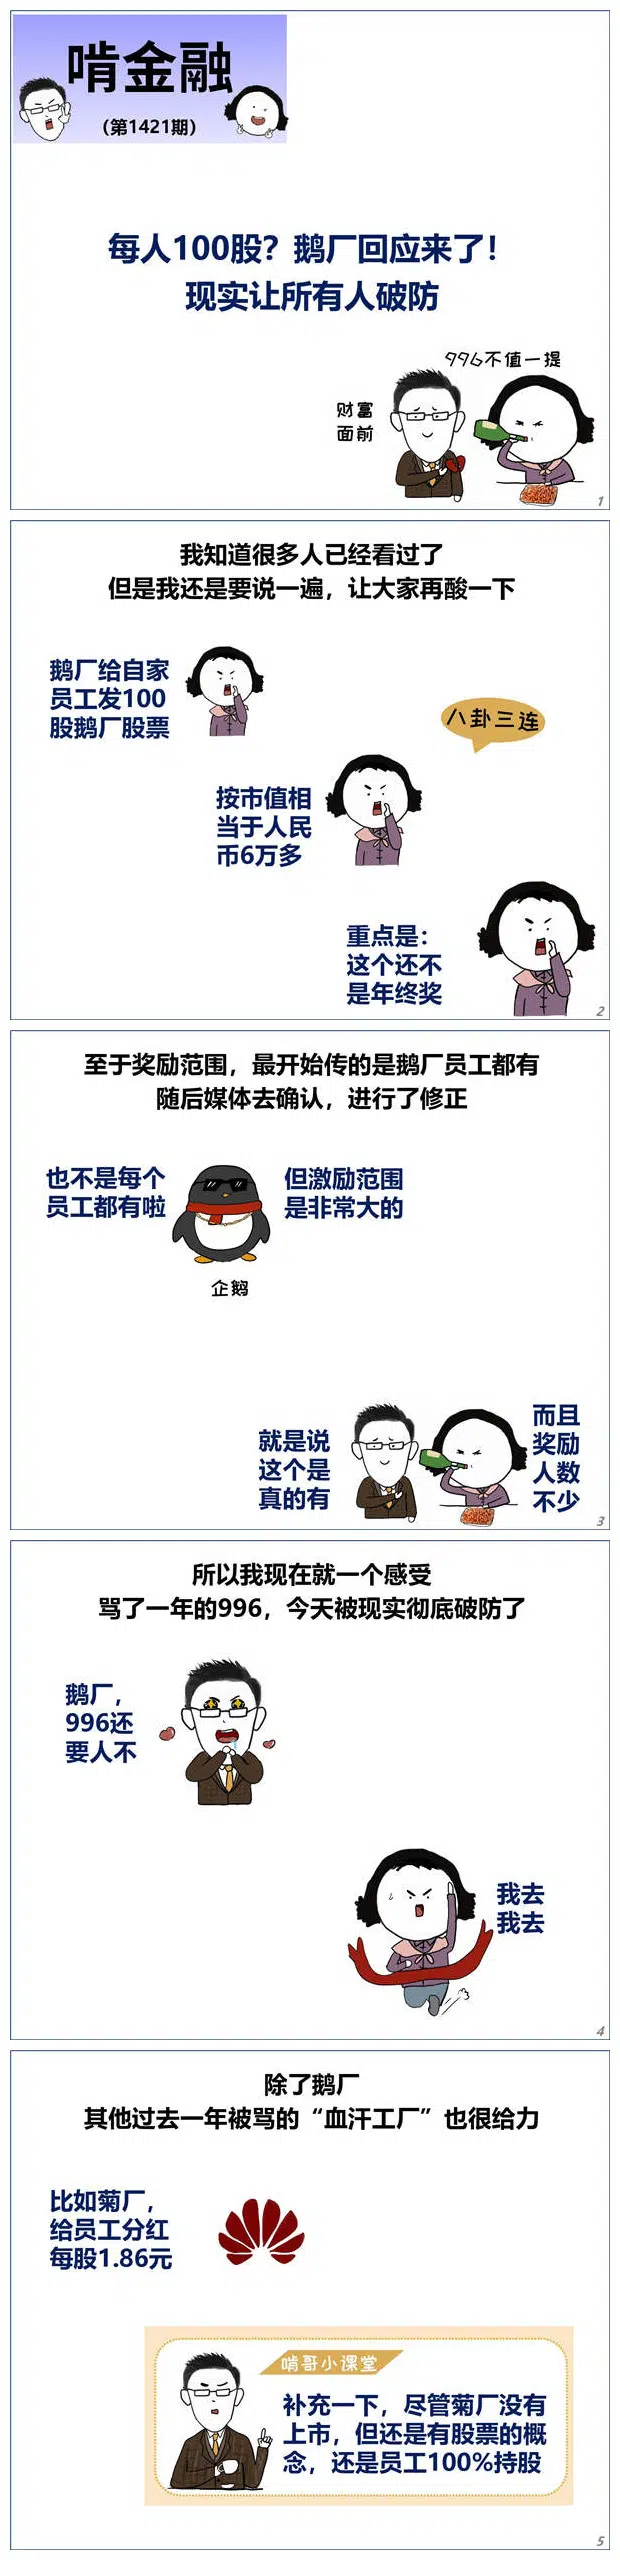 啃金融
（第1421期）
每人100股？鹅厂回应来了！
现实让所有人破防
996不值一提
财富
面前
1
我知道很多人已经看过了
但是我还是要说一遍，让大家再酸一下
鹅厂给自家
员工发100
股鹅厂股票
八卦三连
按市值相
当于人民
币6万多
重点是：
这个还不
是年终奖
2
至于奖励范围，最开始传的是鹅厂员工都有
随后媒体去确认，进行了修正
也不是每个
员工都有啦
但激励范围
是非常大的
企鹅
就是说
这个是
真的有
而且
奖励
人数
不少
3
所以我现在就一个感受
骂了一年的996，今天被现实彻底破防了
鹅厂，
996还
要人不
我去
我去
4
除了鹅厂
其他过去一年被骂的“血汗工厂”也很给力
比如菊厂，
给员工分红
每股1.86元
啃哥小课堂
补充一下，尽管菊厂没有
上市，但还是有股票的概
念，还是员工100%持股
5